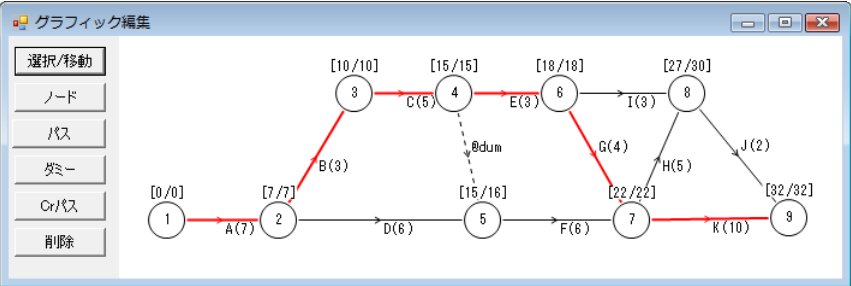 グラフィック編集
選択/移動
ノード
パス
ダミー
Crパス
削除
[10/10]
[15/15]
[18/18]
[27/30]
3
C(5)
4
E(3)
6
I(3)
8
@dum
G(4)
H(5)
J(2)
B(3)
[0/0]
[7/7]
[15/16]
[22/22]
[32/32]
1
A(7)
2
D(6)
5
F(6)
7
K(10)
9